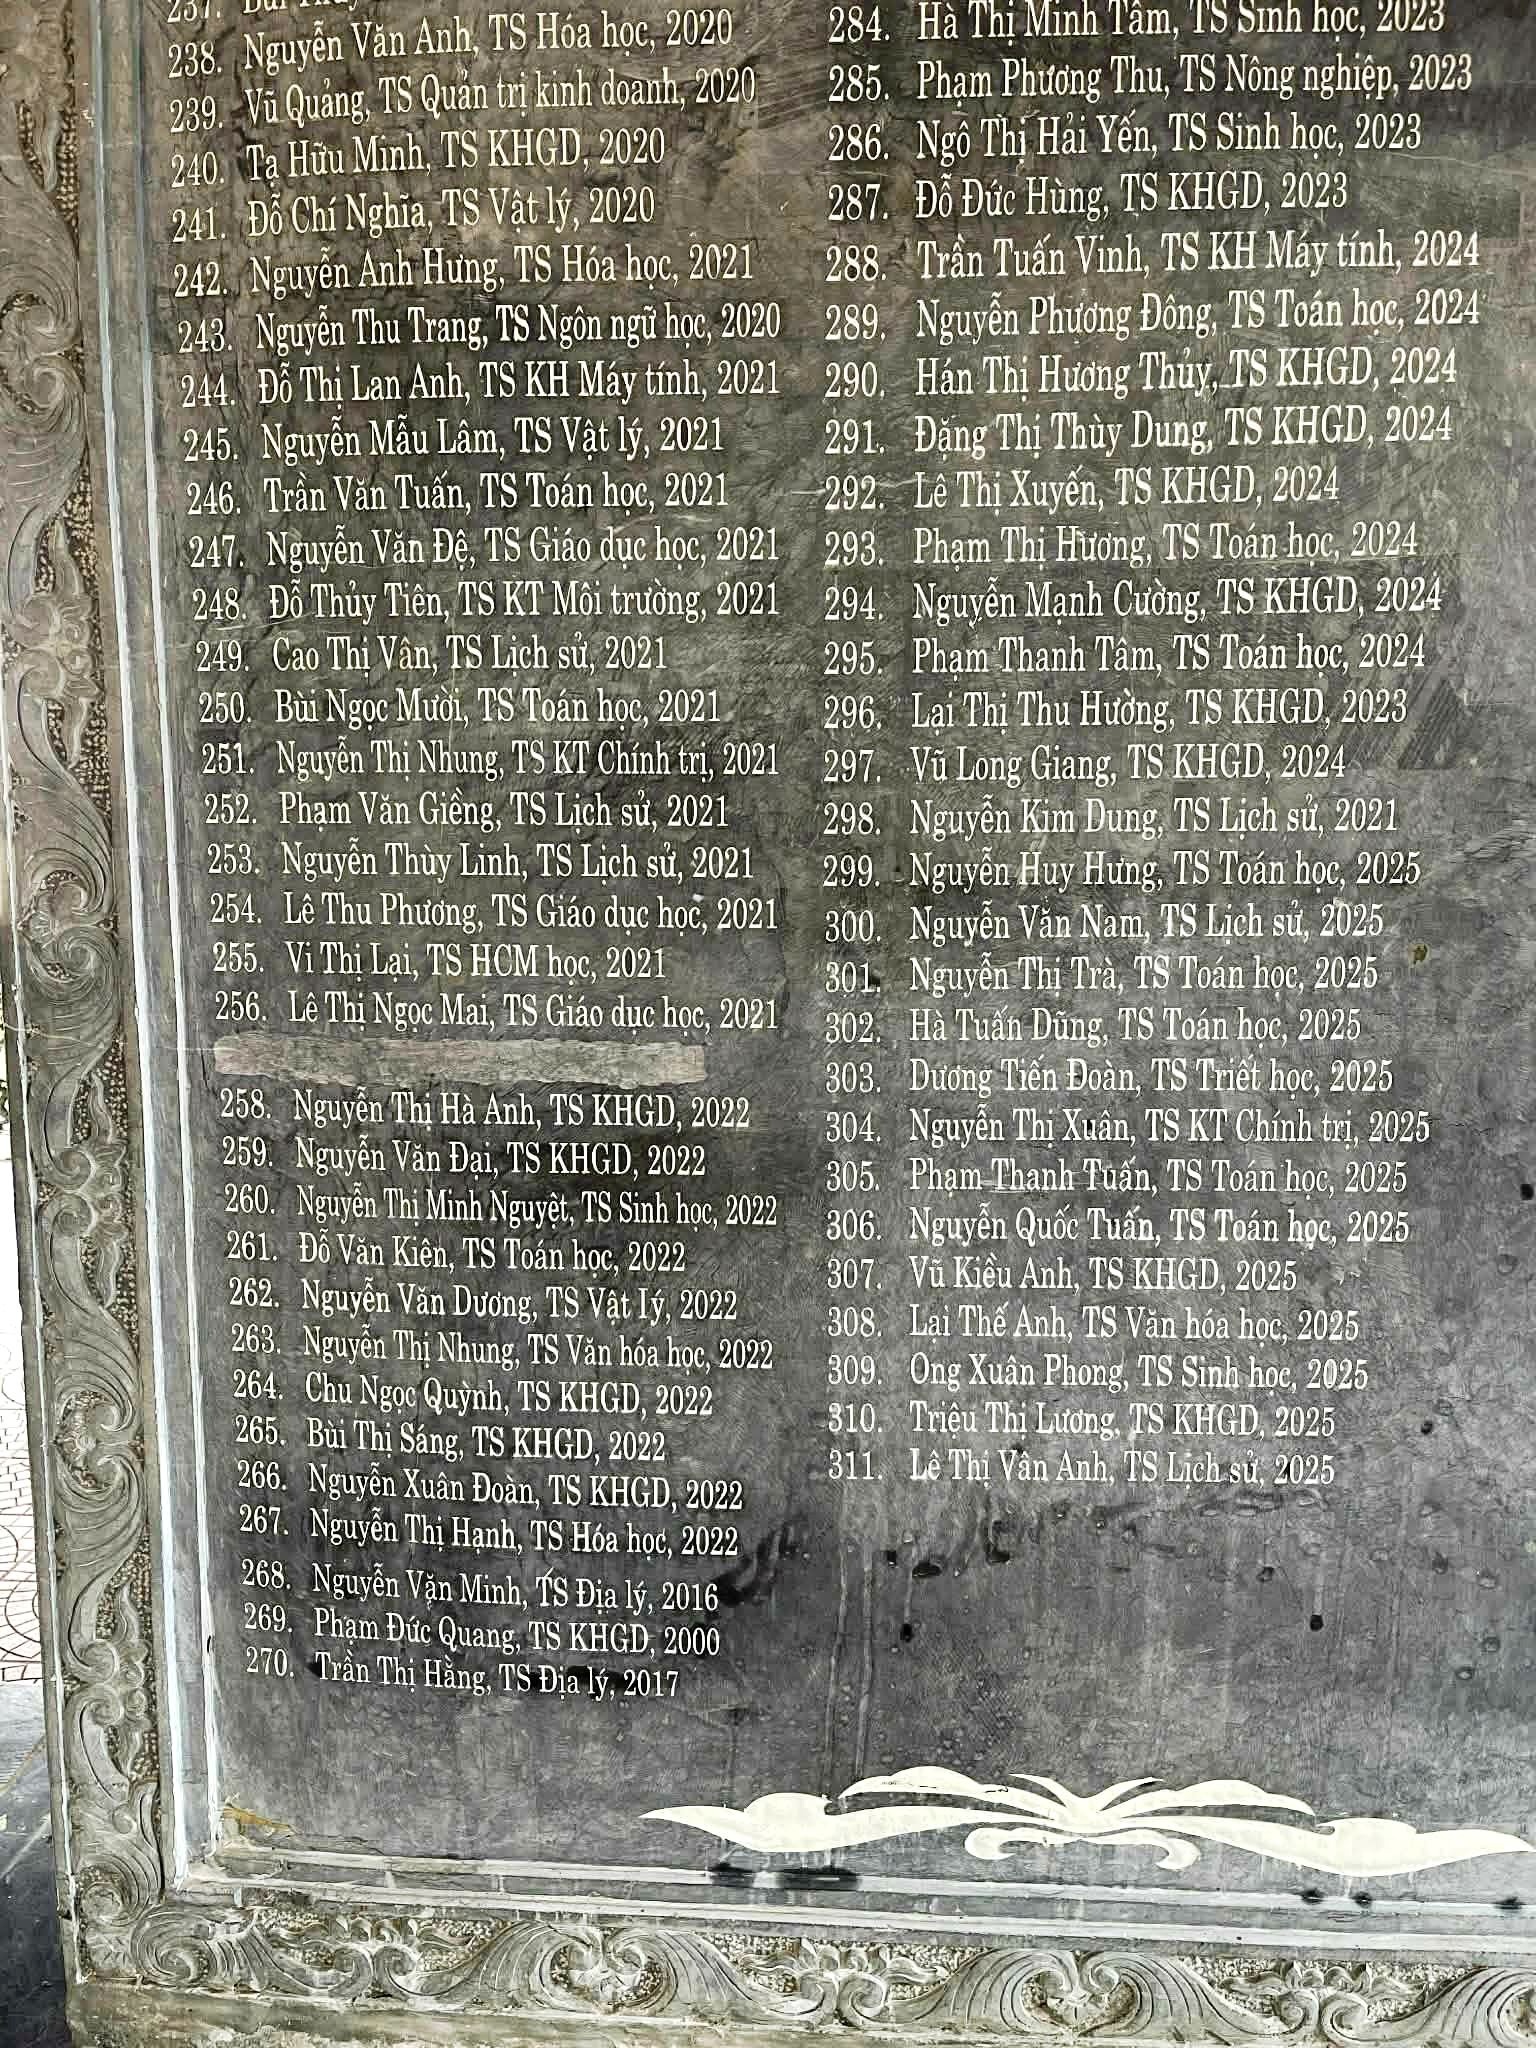 237.
238. Nguyễn Văn Anh, TS Hóa học, 2020
239. Vũ Quảng, TS Quản trị kinh doanh, 2020
240. Tạ Hữu Minh, TS KHGD, 2020
241. Đỗ Chí Nghĩa, TS Vật lý, 2020
242. Nguyễn Anh Hưng, TS Hóa học, 2021
243. Nguyễn Thu Trang, TS Ngôn ngữ học, 2020
244. Đỗ Thị Lan Anh, TS KH Máy tính, 2021
245. Nguyễn Mẫu Lâm, TS Vật lý, 2021
246. Trần Văn Tuấn, TS Toán học, 2021
247. Nguyễn Văn Đệ, TS Giáo dục học, 2021
248. Đỗ Thủy Tiên, TS KT Môi trường, 2021
249. Cao Thị Vân, TS Lịch sử, 2021
250. Bùi Ngọc Mười, TS Toán học, 2021
251. Nguyễn Thị Nhung, TS KT Chính trị, 2021
252. Phạm Văn Giềng, TS Lịch sử, 2021
253. Nguyễn Thùy Linh, TS Lịch sử, 2021
254. Lê Thu Phương, TS Giáo dục học, 2021
255. Vi Thị Lại, TS HCM học, 2021
256. Lê Thị Ngọc Mai, TS Giáo dục học, 2021
258. Nguyễn Thị Hà Anh, TS KHGD, 2022
259. Nguyễn Văn Đại, TS KHGD, 2022
260. Nguyễn Thị Minh Nguyệt, TS Sinh học, 2022
261. Đỗ Văn Kiên, TS Toán học, 2022
262. Nguyễn Văn Dương, TS Vật lý, 2022
263. Nguyễn Thị Nhung, TS Văn hóa học, 2022
264. Chu Ngọc Quỳnh, TS KHGD, 2022
265. Bùi Thị Sáng, TS KHGD, 2022
266. Nguyễn Xuân Đoàn, TS KHGD, 2022
267. Nguyễn Thị Hạnh, TS Hóa học, 2022
268. Nguyễn Văn Minh, TS Địa lý, 2016
269. Phạm Đức Quang, TS KHGD, 2000
270. Trần Thị Hằng, TS Địa lý, 2017
284. Hà Thị Minh Tâm, TS Sinh học, 2023
285. Phạm Phương Thu, TS Nông nghiệp, 2023
286. Ngô Thị Hải Yến, TS Sinh học, 2023
287. Đỗ Đức Hùng, TS KHGD, 2023
288. Trần Tuấn Vinh, TS KH Máy tính, 2024
289. Nguyễn Phương Đông, TS Toán học, 2024
290. Hán Thị Hương Thủy, TS KHGD, 2024
291. Đặng Thị Thùy Dung, TS KHGD, 2024
292. Lê Thị Xuyến, TS KHGD, 2024
293. Phạm Thị Hương, TS Toán học, 2024
294. Nguyễn Mạnh Cường, TS KHGD, 2024
295. Phạm Thanh Tâm, TS Toán học, 2024
296. Lại Thị Thu Hường, TS KHGD, 2023
297. Vũ Long Giang, TS KHGD, 2024
298. Nguyễn Kim Dung, TS Lịch sử, 2021
299. Nguyễn Huy Hưng, TS Toán học, 2025
300. Nguyễn Văn Nam, TS Lịch sử, 2025
301. Nguyễn Thị Trà, TS Toán học, 2025
302. Hà Tuấn Dũng, TS Toán học, 2025
303. Dương Tiến Đoàn, TS Triết học, 2025
304. Nguyễn Thị Xuân, TS KT Chính trị, 2025
305. Phạm Thanh Tuấn, TS Toán học, 2025
306. Nguyễn Quốc Tuấn, TS Toán học, 2025
307. Vũ Kiều Anh, TS KHGD, 2025
308. Lại Thế Anh, TS Văn hóa học, 2025
309. Ong Xuân Phong, TS Sinh học, 2025
310. Triệu Thị Lương, TS KHGD, 2025
311. Lê Thị Vân Anh, TS Lịch sử, 2025